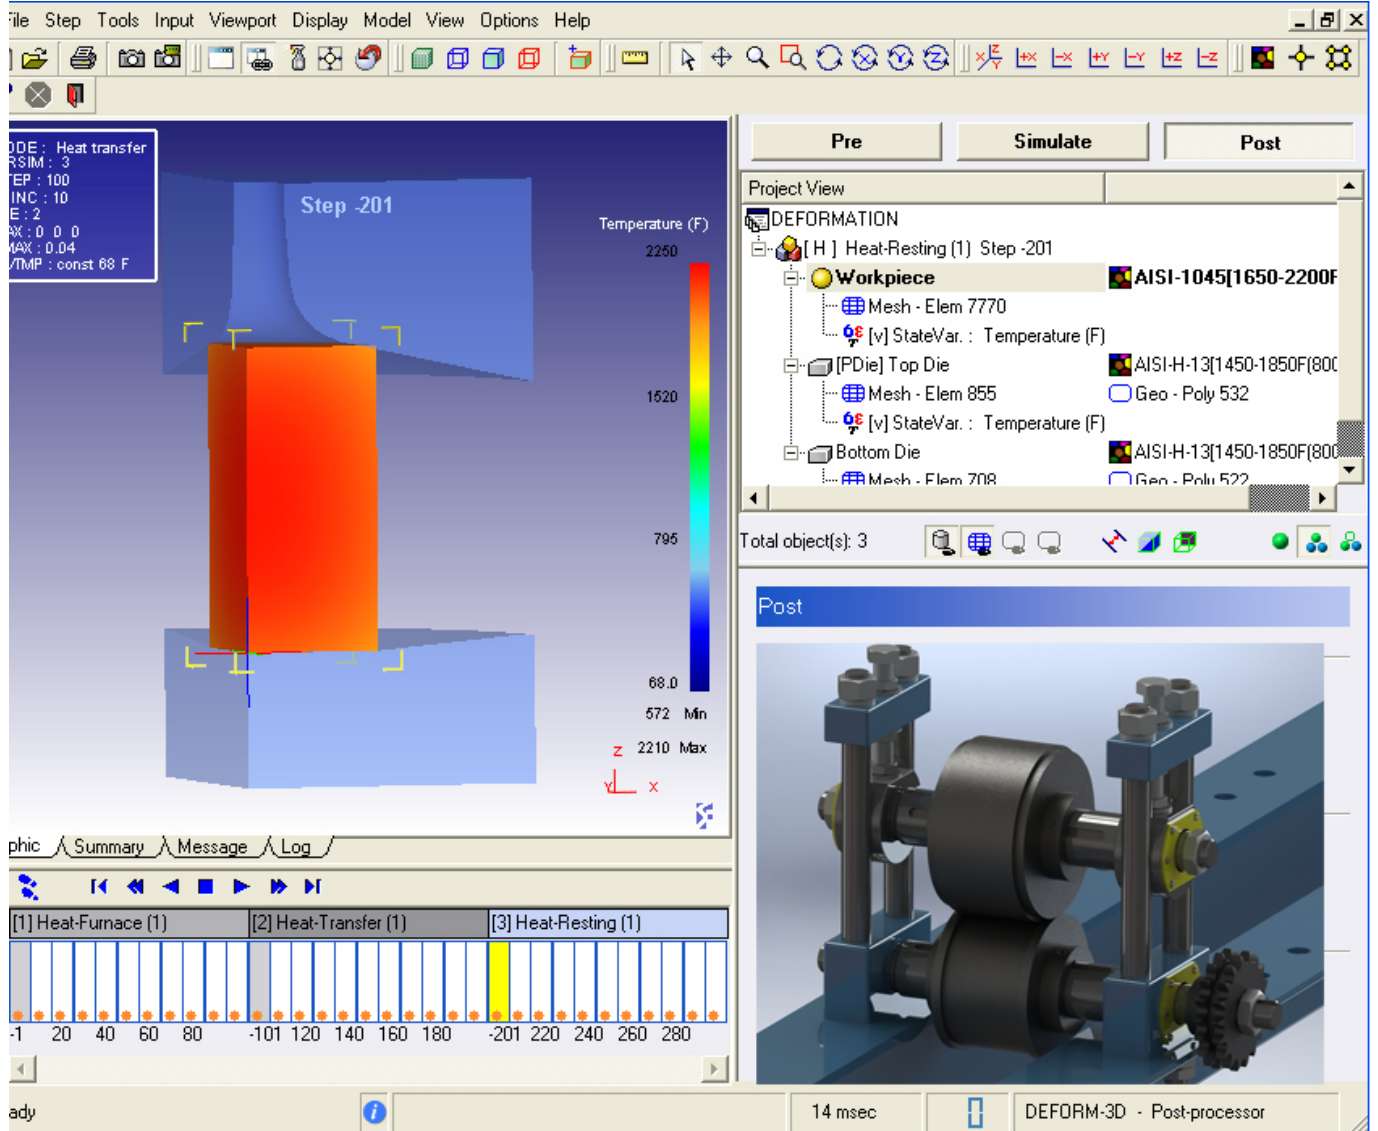 File Step Tools Input Viewport Display Model View Options Help
ODE : Heat transfer
RSIM : 3
TEP : 100
INC : 10
E : 2
AX : 0 0 0
MAX : 0.04
/TMP : const 68 F
Step -201
Temperature (F)
2250
1520
795
68.0
572 Min
2210 Max
Z
Y X
Pre Simulate Post
Project View
DEFORMATION
[ H ] Heat-Resting (1) Step -201
Workpiece AISI-1045[1650-2200F
Mesh - Elem 7770
[v] StateVar. : Temperature (F)
[PDie] Top Die AISI-H-13[1450-1850F(800
Mesh - Elem 855 Geo - Poly 532
[v] StateVar. : Temperature (F)
Bottom Die AISI-H-13[1450-1850F(800
Mesh - Elem 708 Geo - Poly 522
Total object(s): 3
Post
phic Summary Message Log
[1] Heat-Furnace (1) [2] Heat-Transfer (1) [3] Heat-Resting (1)
-1 20 40 60 80 -101 120 140 160 180 -201 220 240 260 280
ady 14 msec DEFORM-3D - Post-processor